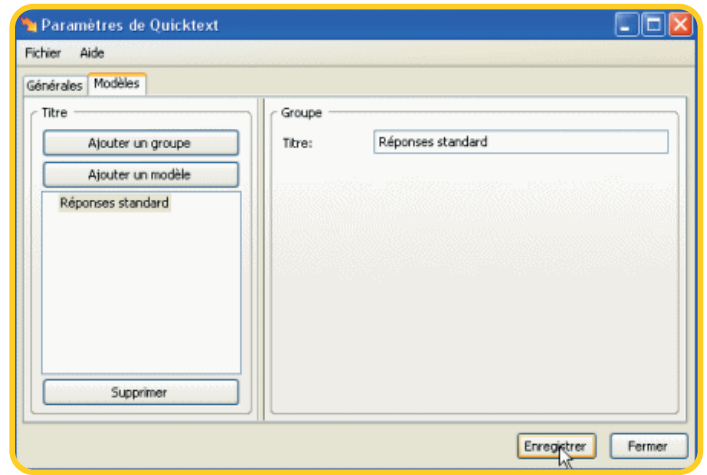 Paramètres de Quicktext
Fichier Aide
Générales Modèles
Titre
Ajouter un groupe
Ajouter un modèle
Réponses standard
Supprimer
Groupe
Titre: Réponses standard
Enregistrer Fermer